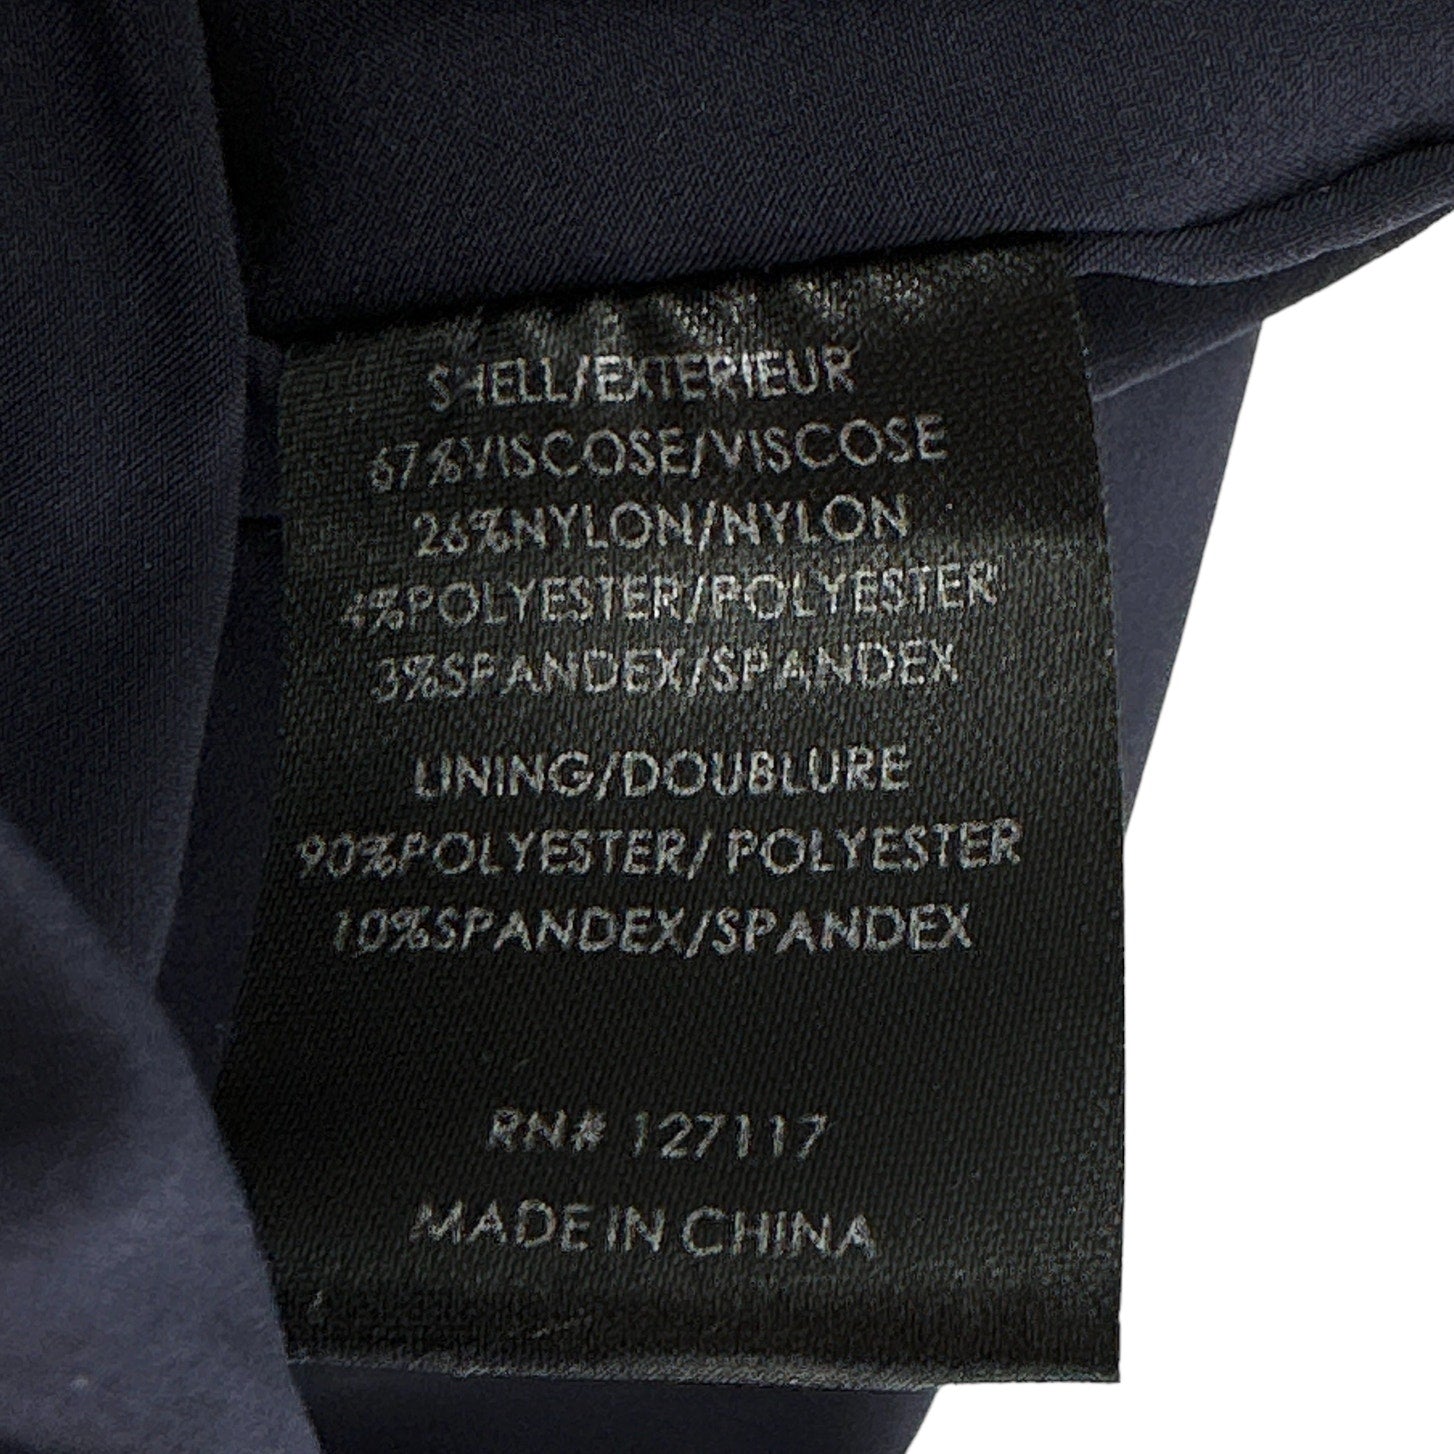 SHELL/EXTERIEUR
67%VISCOSE/VISCOSE
26%NYLON/NYLON
4%POLYESTER/POLYESTER
3%SPANDEX/SPANDEX
LINING/DOUBLURE
90%POLYESTER/ POLYESTER
10%SPANDEX/SPANDEX
RN# 127117
MADE IN CHINA